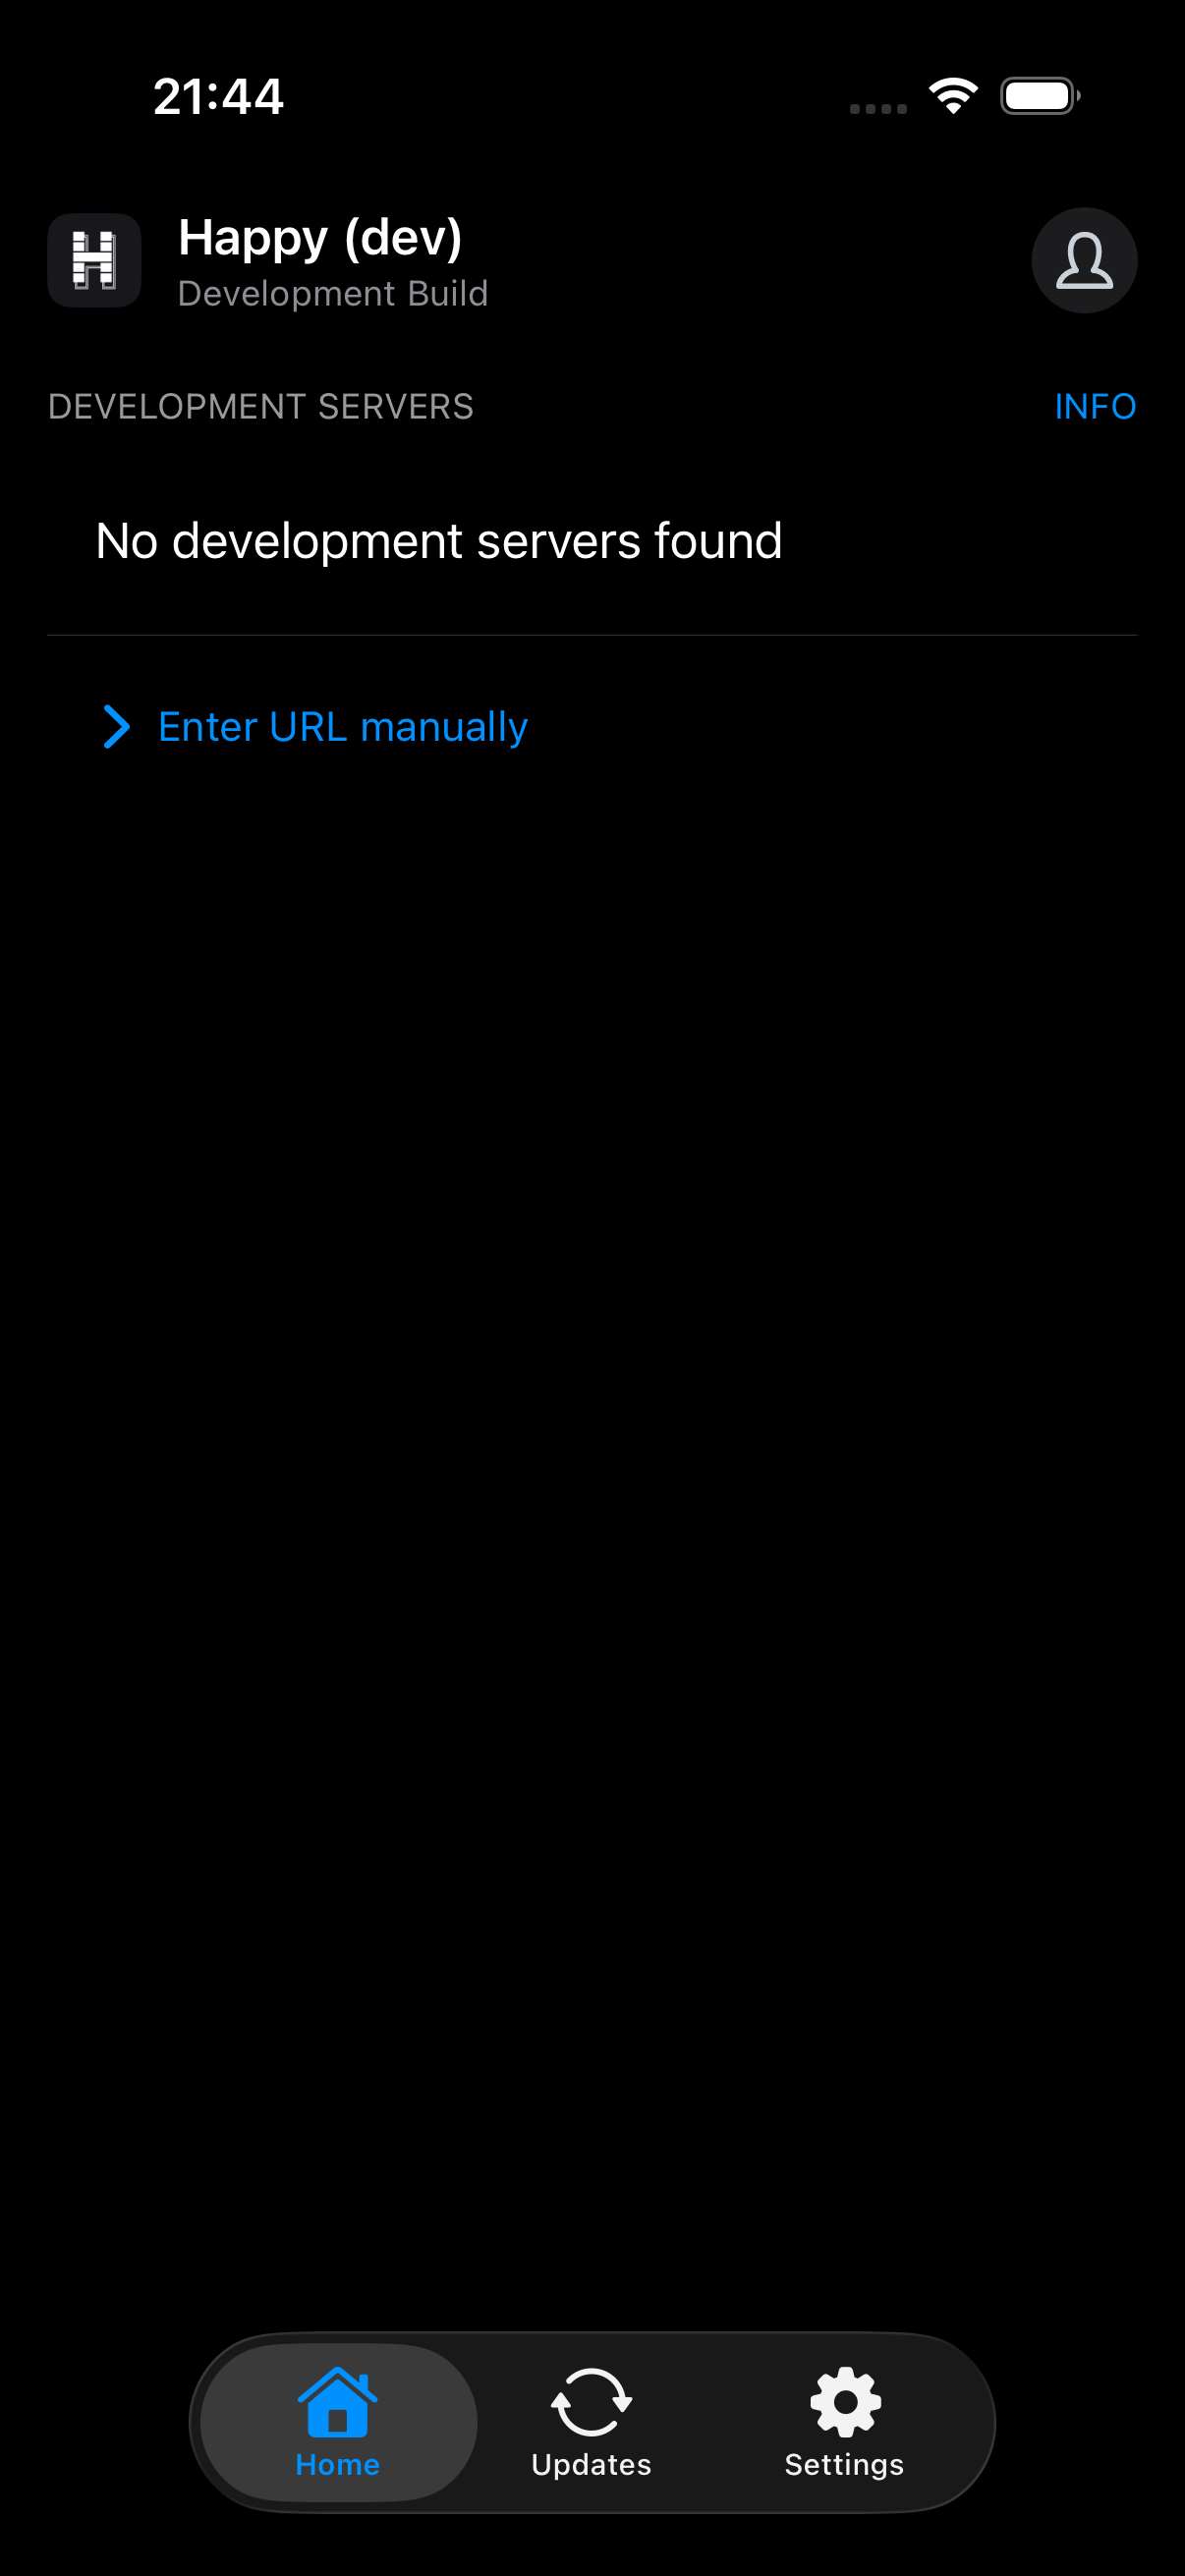 21:44
Happy (dev)
Development Build
DEVELOPMENT SERVERS
INFO
No development servers found
Enter URL manually
Home
Updates
Settings